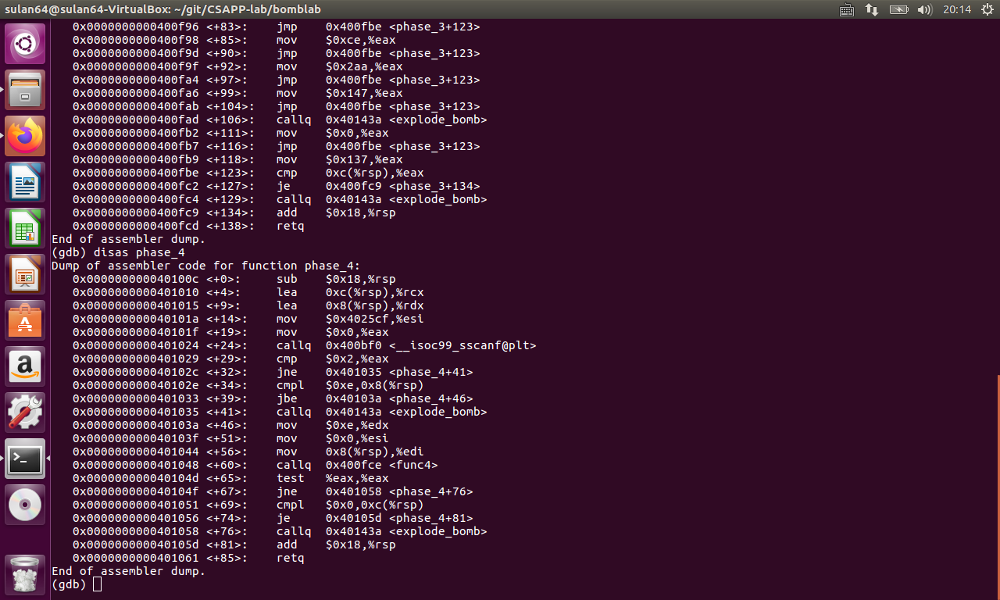 sulan64@sulan64-VirtualBox: ~/git/CSAPP-lab/bomblab 20:14
0x0000000000400f96 <+83>: jmp 0x400fbe <phase_3+123>
0x0000000000400f98 <+85>: mov $0xce,%eax
0x0000000000400f9d <+90>: jmp 0x400fbe <phase_3+123>
0x0000000000400f9f <+92>: mov $0x2aa,%eax
0x0000000000400fa4 <+97>: jmp 0x400fbe <phase_3+123>
0x0000000000400fa6 <+99>: mov $0x147,%eax
0x0000000000400fab <+104>: jmp 0x400fbe <phase_3+123>
0x0000000000400fad <+106>: callq 0x40143a <explode_bomb>
0x0000000000400fb2 <+111>: mov $0x0,%eax
0x0000000000400fb7 <+116>: jmp 0x400fbe <phase_3+123>
0x0000000000400fb9 <+118>: mov $0x137,%eax
0x0000000000400fbe <+123>: cmp 0xc(%rsp),%eax
0x0000000000400fc2 <+127>: je 0x400fc9 <phase_3+134>
0x0000000000400fc4 <+129>: callq 0x40143a <explode_bomb>
0x0000000000400fc9 <+134>: add $0x18,%rsp
0x0000000000400fcd <+138>: retq
End of assembler dump.
(gdb) disas phase_4
Dump of assembler code for function phase_4:
0x000000000040100c <+0>: sub $0x18,%rsp
0x0000000000401010 <+4>: lea 0xc(%rsp),%rcx
0x0000000000401015 <+9>: lea 0x8(%rsp),%rdx
0x000000000040101a <+14>: mov $0x4025cf,%esi
0x000000000040101f <+19>: mov $0x0,%eax
0x0000000000401024 <+24>: callq 0x400bf0 <__isoc99_sscanf@plt>
0x0000000000401029 <+29>: cmp $0x2,%eax
0x000000000040102c <+32>: jne 0x401035 <phase_4+41>
0x000000000040102e <+34>: cmpl $0xe,0x8(%rsp)
0x0000000000401033 <+39>: jbe 0x40103a <phase_4+46>
0x0000000000401035 <+41>: callq 0x40143a <explode_bomb>
0x000000000040103a <+46>: mov $0xe,%edx
0x000000000040103f <+51>: mov $0x0,%esi
0x0000000000401044 <+56>: mov 0x8(%rsp),%edi
0x0000000000401048 <+60>: callq 0x400fce <func4>
0x000000000040104d <+65>: test %eax,%eax
0x000000000040104f <+67>: jne 0x401058 <phase_4+76>
0x0000000000401051 <+69>: cmpl $0x0,0xc(%rsp)
0x0000000000401056 <+74>: je 0x40105d <phase_4+81>
0x0000000000401058 <+76>: callq 0x40143a <explode_bomb>
0x000000000040105d <+81>: add $0x18,%rsp
0x0000000000401061 <+85>: retq
End of assembler dump.
(gdb)